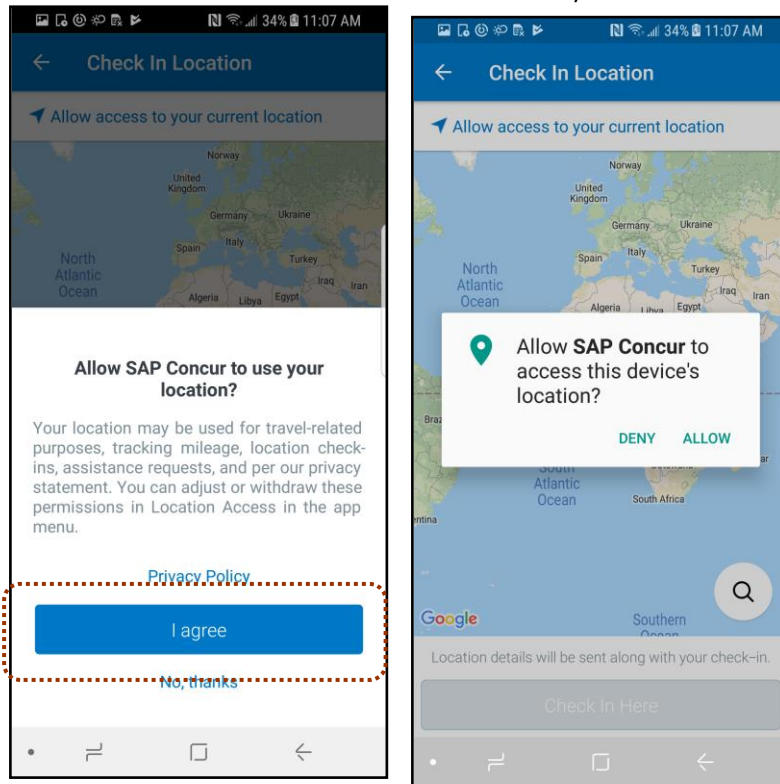 34% 11:07 AM
Check In Location
Allow access to your current location
Norway
United
Kingdom
Germany Ukraine
Spain Italy
Turkey
North
Atlantic
Ocean
Iraq
Iran
Algeria Libya Egypt
Allow SAP Concur to use your
location?
Your location may be used for travel-related
purposes, tracking mileage, location check-
ins, assistance requests, and per our privacy
statement. You can adjust or withdraw these
permissions in Location Access in the app
menu.
Privacy Policy
I agree
No, thanks
34% 11:07 AM
Check In Location
Allow access to your current location
Norway
United
Kingdom
Germany Ukraine
Spain Italy
Turkey
North
Atlantic
Ocean
Iraq
Iran
Algeria Libya Egypt
Allow SAP Concur to
access this device's
location?
DENY ALLOW
Braz
ar
South
Atlantic
Ocean
South Africa
entina
Google
Southern
Ocean
Location details will be sent along with your check-in.
Check In Here